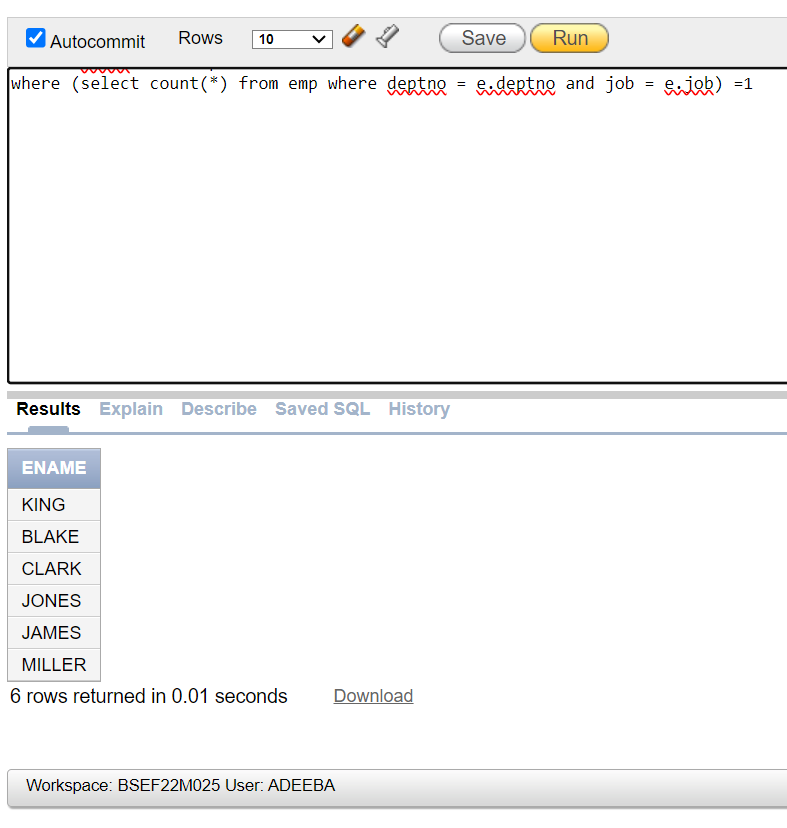 Autocommit Rows 10 Save Run
where (select count(*) from emp where deptno = e.deptno and job = e.job) =1
Results Explain Describe Saved SQL History
ENAME
KING
BLAKE
CLARK
JONES
JAMES
MILLER
6 rows returned in 0.01 seconds Download
Workspace: BSEF22M025 User: ADEEBA